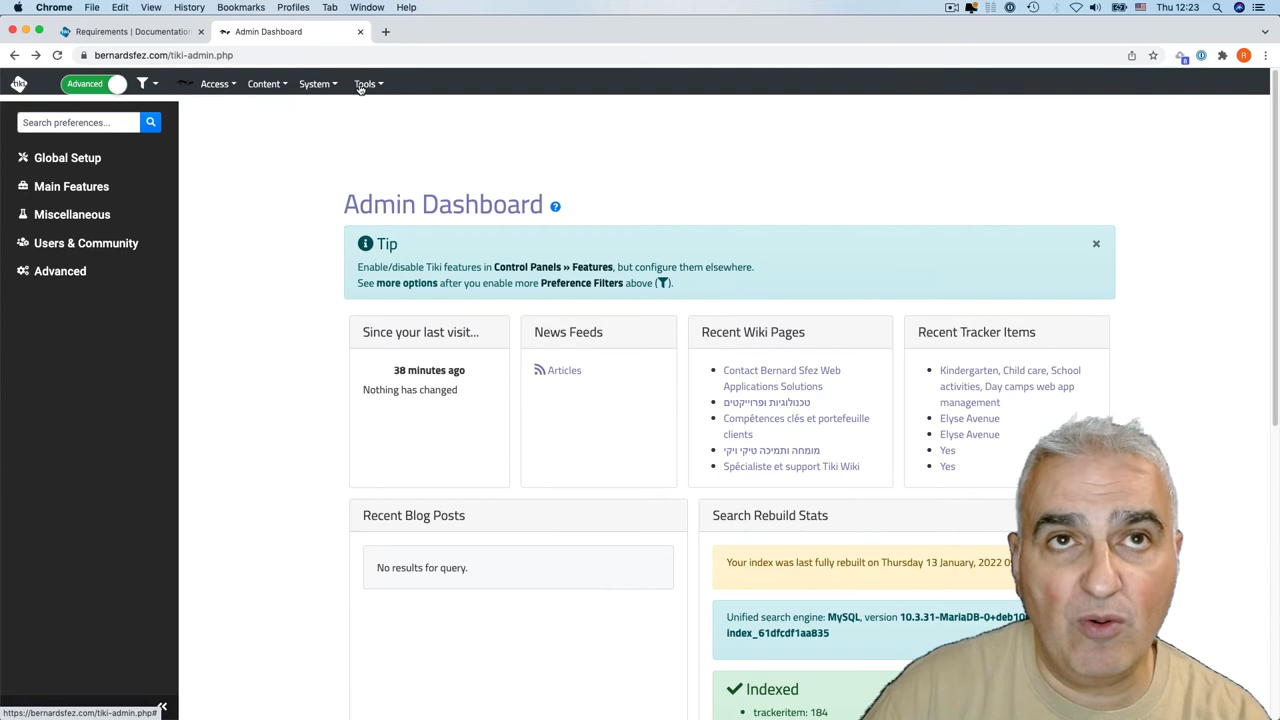 Chrome File Edit View History Bookmarks Profiles Tab Window Help
Thu 12:23
Requirements | Documentation
Admin Dashboard
bernardsfez.com/tiki-admin.php
tiki Advanced Access Content System Tools
Search preferences...
Global Setup
Main Features
Miscellaneous
Users & Community
Advanced
Admin Dashboard
Tip
Enable/disable Tiki features in Control Panels » Features, but configure them elsewhere.
See more options after you enable more Preference Filters above ( ).
Since your last visit...
38 minutes ago
Nothing has changed
News Feeds
Articles
Recent Wiki Pages
Contact Bernard Sfez Web
Applications Solutions
טכנולוגיות ופרוייקטים
Compétences clés et portefeuille
clients
מומחה ותמיכה טיקי ויקי
Spécialiste et support Tiki Wiki
Recent Tracker Items
Kindergarten, Child care, School
activities, Day camps web app
management
Elyse Avenue
Elyse Avenue
Yes
Yes
Recent Blog Posts
No results for query.
Search Rebuild Stats
Your index was last fully rebuilt on Thursday 13 January, 2022
Unified search engine: MySQL, version 10.3.31-MariaDB-0+deb10
index_61dfcdf1aa835
Indexed
trackeritem: 184
https://bernardsfez.com/tiki-admin.php#